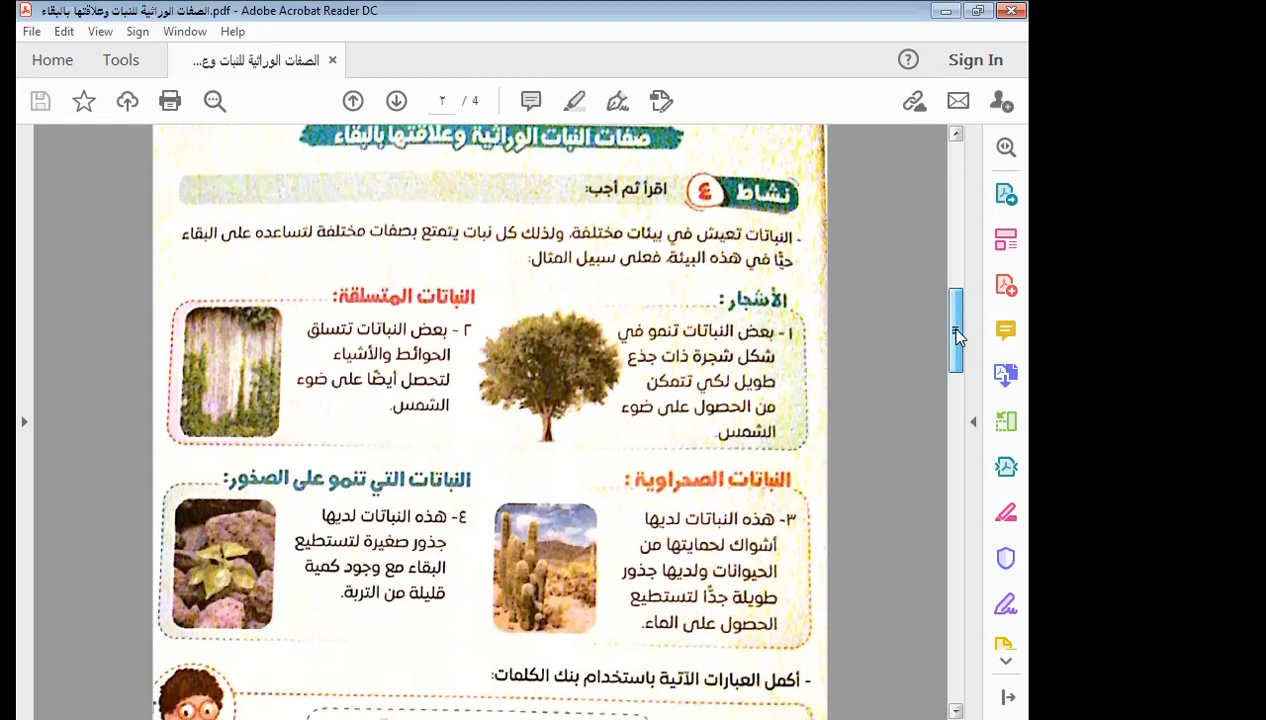 الصفات الوراثية للنبات وعلاقتها بالبقاء.pdf - Adobe Acrobat Reader DC
File Edit View Sign Window Help
Home Tools الصفات الوراثية للنبات وع... × ? Sign In
٢ / 4
صفات النبات الوراثية وعلاقتها بالبقاء
نشاط ٤ اقرأ ثم أجب:
- النباتات تعيش في بيئات مختلفة، ولذلك كل نبات يتمتع بصفات مختلفة لتساعده على البقاء
حيًّا في هذه البيئة، فعلى سبيل المثال:
الأشجار :
١- بعض النباتات تنمو في
شكل شجرة ذات جذع
طويل لكي تتمكن
من الحصول على ضوء
الشمس.
النباتات المتسلقة:
٢ - بعض النباتات تتسلق
الحوائط والأشياء
لتحصل أيضًا على ضوء
الشمس.
النباتات الصحراوية :
٣- هذه النباتات لديها
أشواك لحمايتها من
الحيوانات ولديها جذور
طويلة جدًّا لتستطيع
الحصول على الماء.
النباتات التي تنمو على الصخور:
٤- هذه النباتات لديها
جذور صغيرة لتستطيع
البقاء مع وجود كمية
قليلة من التربة.
- أكمل العبارات الآتية باستخدام بنك الكلمات: